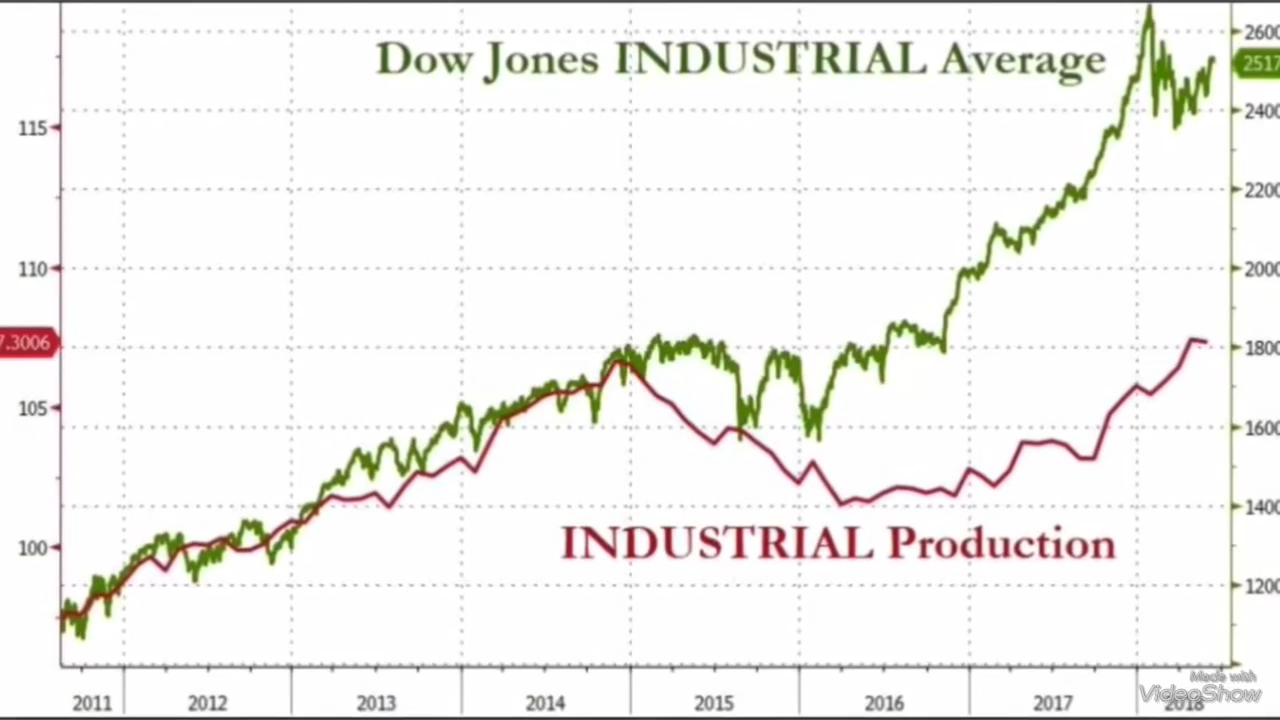 Dow Jones INDUSTRIAL Average
2600
2517
115
2400
2200
110
2000
7.3006
1800
105
1600
INDUSTRIAL Production
1400
100
1200
2011 2012 2013 2014 2015 2016 2017 2018
Made with
VideoShow